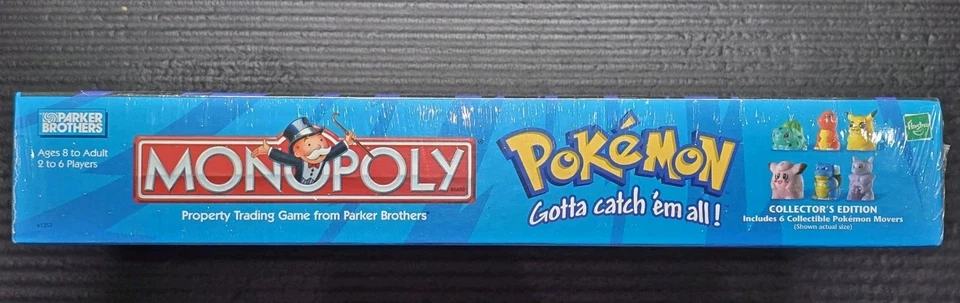 PARKER
BROTHERS
Ages 8 to Adult
2 to 6 Players
MONOPOLY
Property Trading Game from Parker Brothers
POKéMON
Gotta catch 'em all!
Hasbro
COLLECTOR'S EDITION
Includes 6 Collectible Pokémon Movers
(Shown actual size)